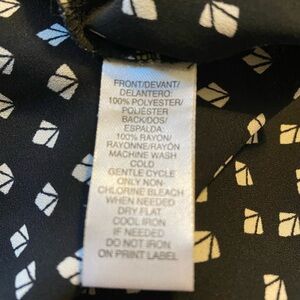 FRONT/DEVANT/
DELANTERO:
100% POLYESTER/
POLIÉSTER
BACK/DOS/
ESPALDA:
100% RAYON/
RAYONNE/RAYÓN
MACHINE WASH
COLD
GENTLE CYCLE
ONLY NON-
CHLORINE BLEACH
WHEN NEEDED
DRY FLAT
COOL IRON
IF NEEDED
DO NOT IRON
ON PRINT LABEL